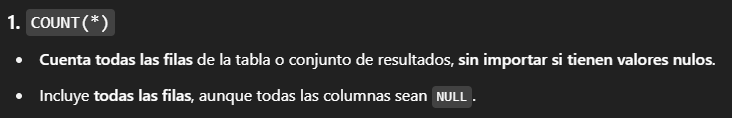 1. COUNT(*)
• Cuenta todas las filas de la tabla o conjunto de resultados, sin importar si tienen valores nulos.
• Incluye todas las filas, aunque todas las columnas sean NULL.